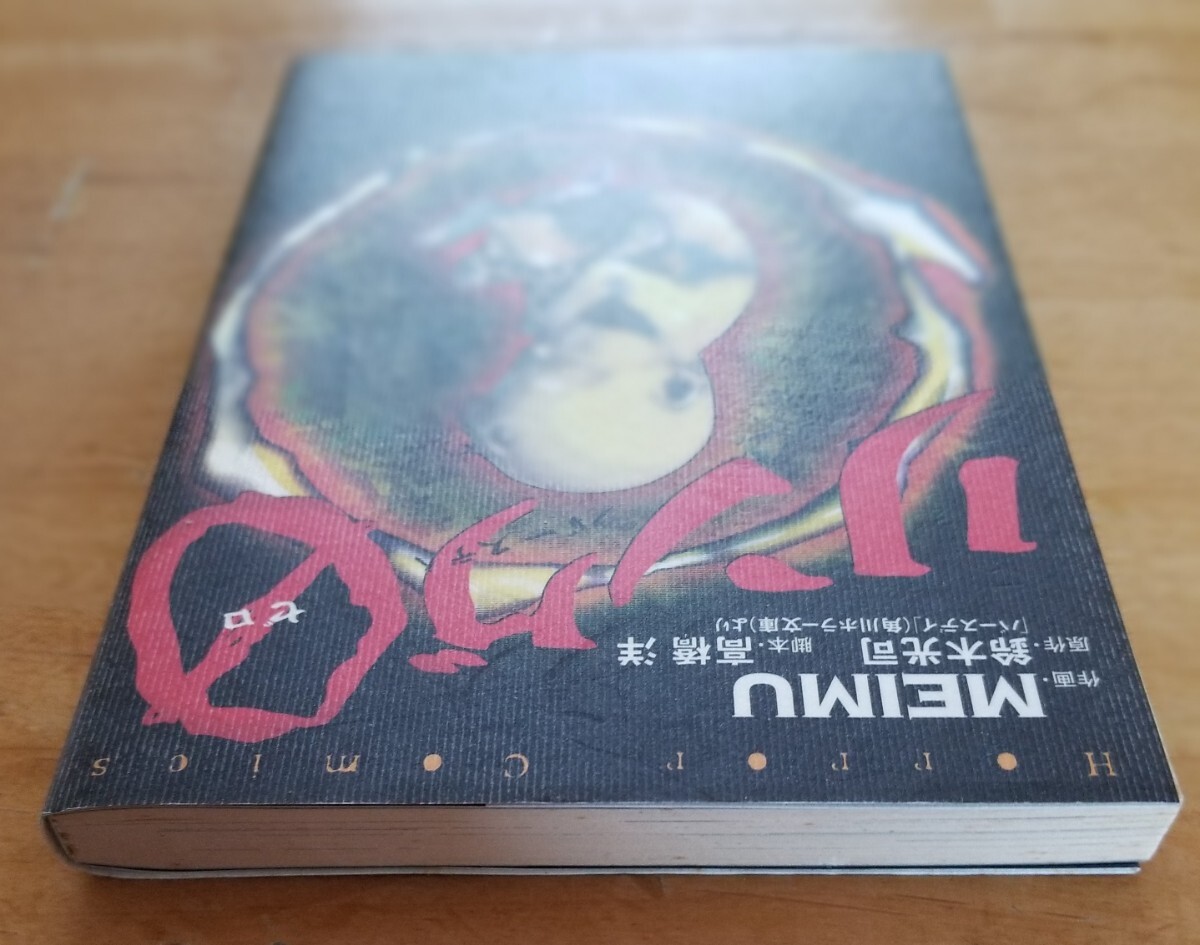 H●rr●r C●mics
作画・MEIMU
原作・鈴木光司 脚本・高橋洋
「バースデイ」(角川ホラー文庫)より
リング0
ゼロ
バースデイ